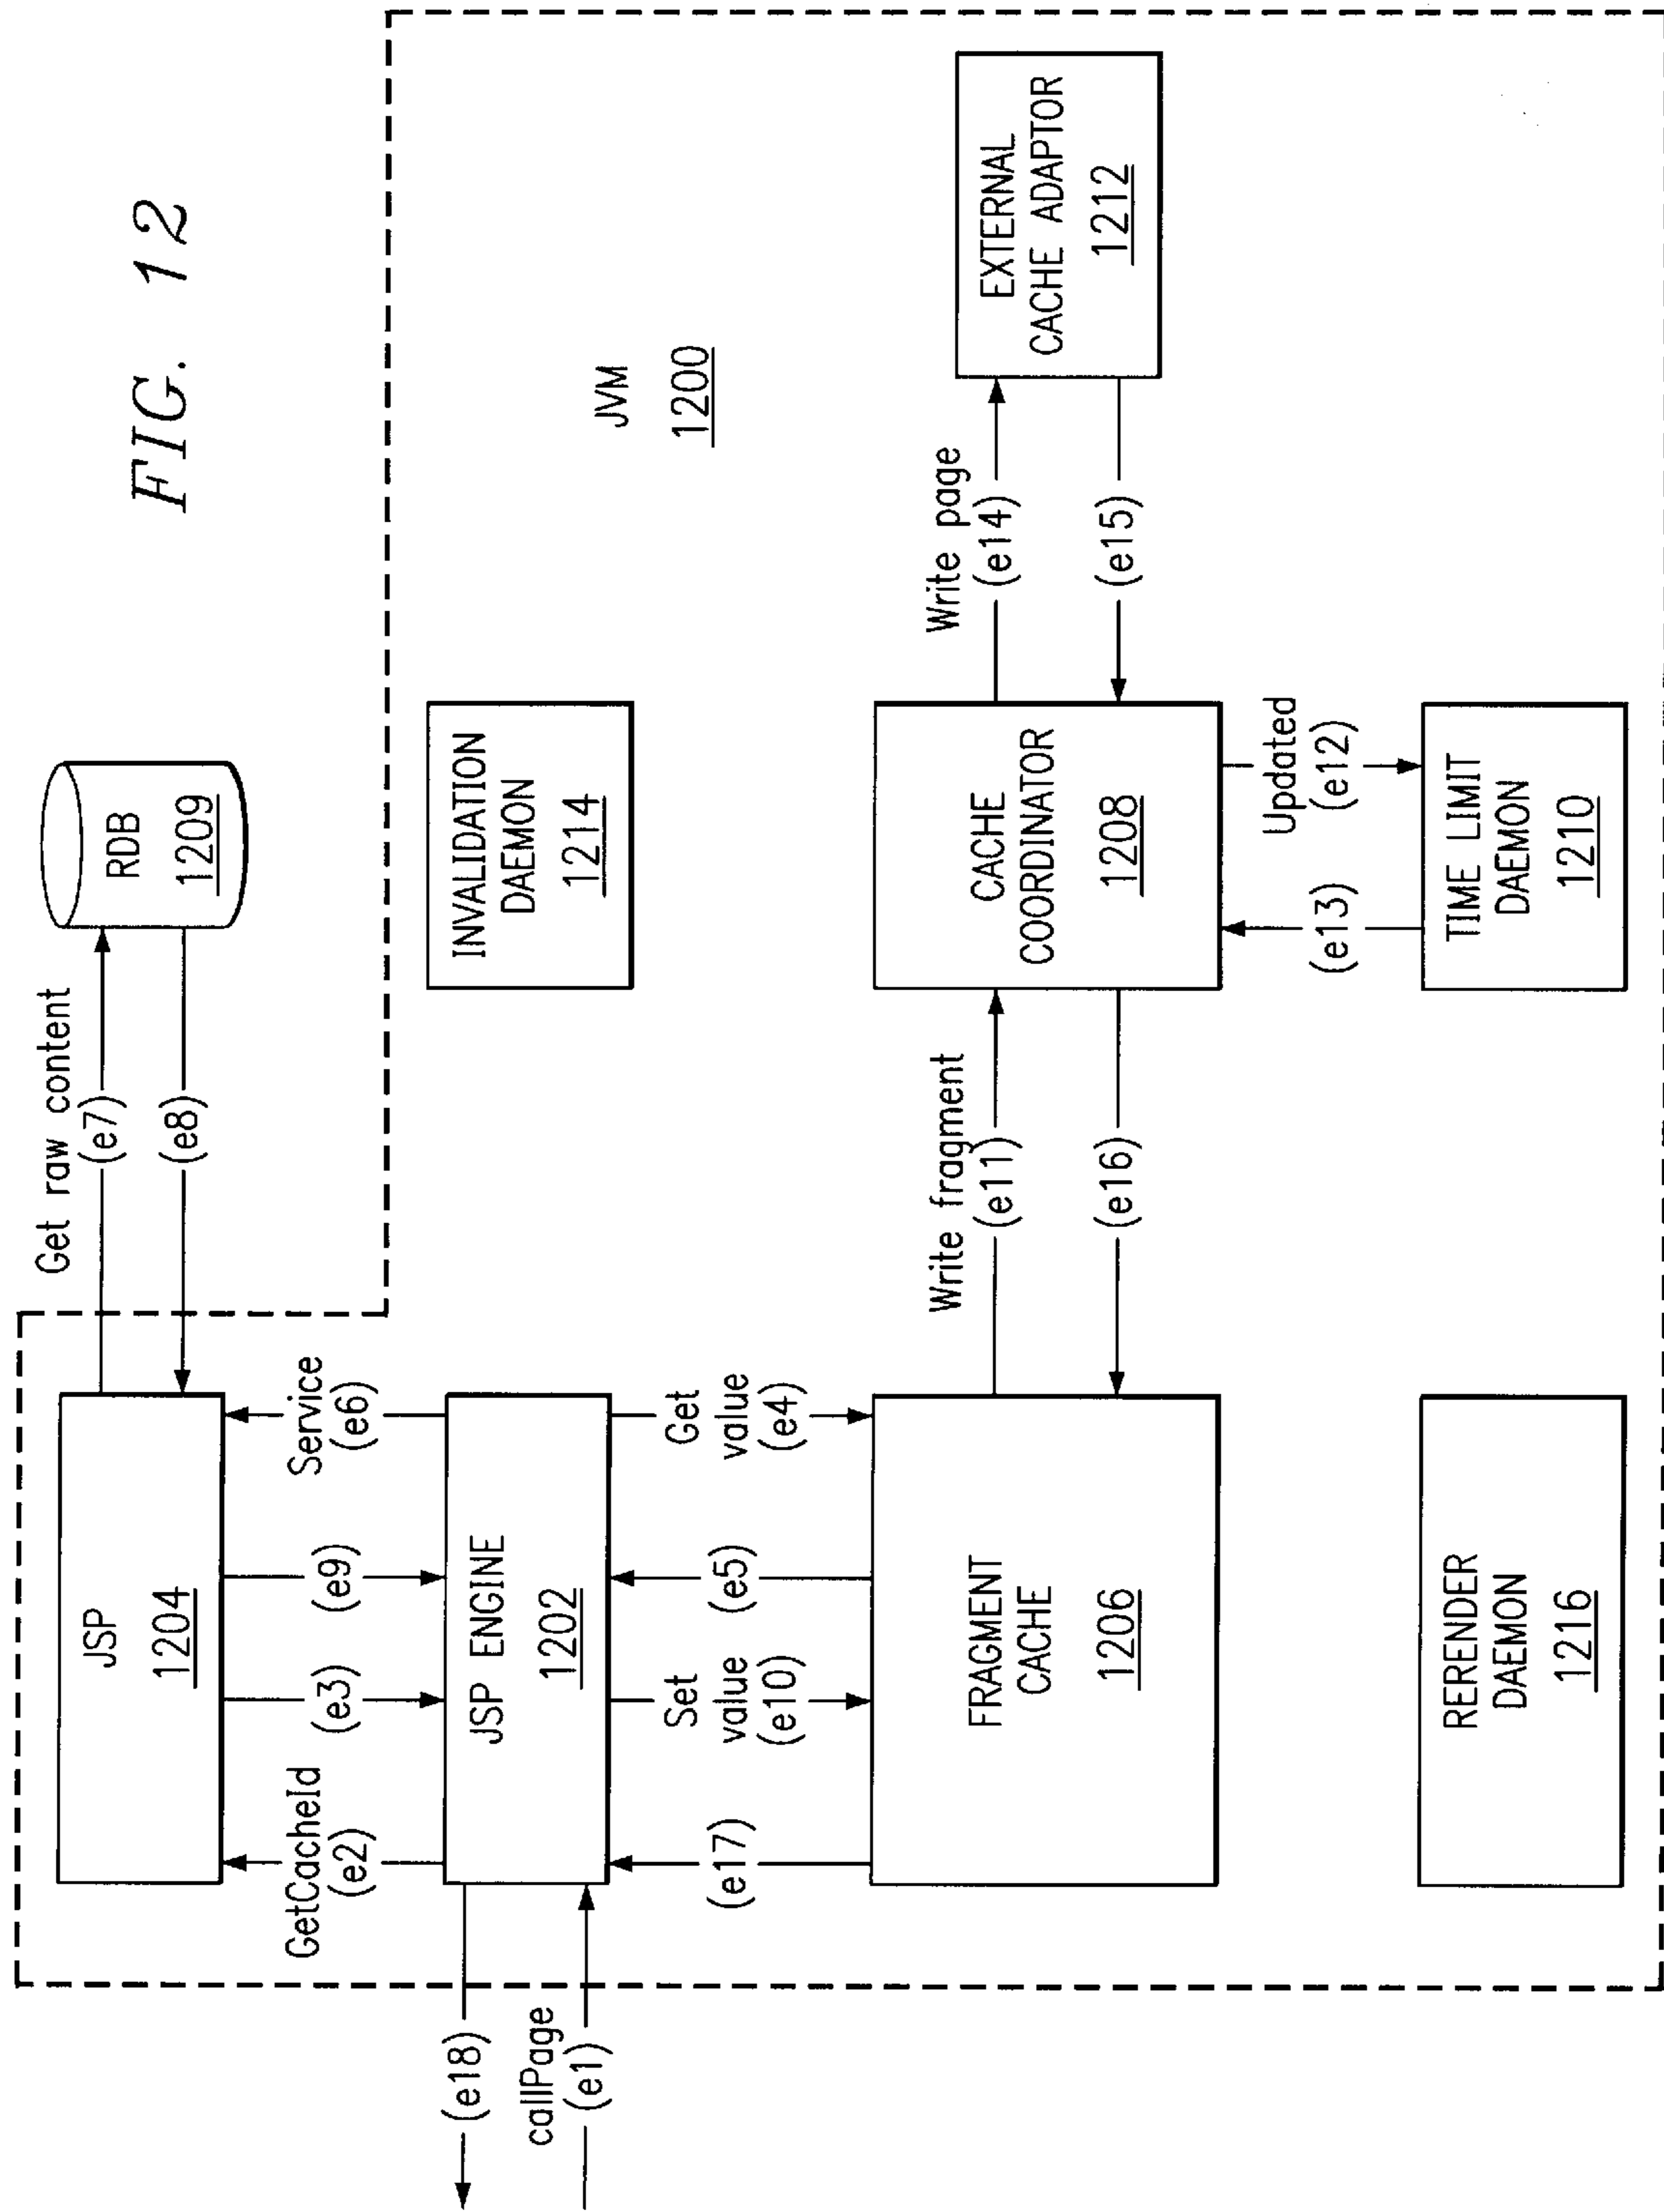 FIG. 12
Get raw content
(e7)
(e8)
RDB
1209
JSP
1204
GetCacheId
(e2)
(e3)
(e9)
Service
(e6)
(e18)
callPage
(e1)
JSP ENGINE
1202
INVALIDATION
DAEMON
1214
JVM
1200
(e17)
Set
value
(e10)
(e5)
Get
value
(e4)
FRAGMENT
CACHE
1206
Write fragment
(e11)
(e16)
CACHE
COORDINATOR
1208
Write page
(e14)
(e15)
EXTERNAL
CACHE ADAPTOR
1212
(e13)
Updated
(e12)
RERENDER
DAEMON
1216
TIME LIMIT
DAEMON
1210